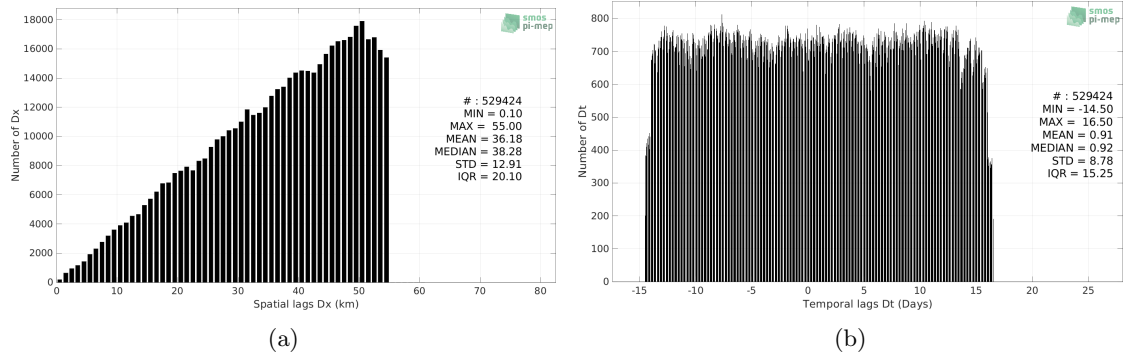 smos
pi-mep
18000
16000
14000
12000
10000
8000
6000
4000
2000
0
Number of Dx
# : 529424
MIN = 0.10
MAX = 55.00
MEAN = 36.18
MEDIAN = 38.28
STD = 12.91
IQR = 20.10
0 10 20 30 40 50 60 70 80
Spatial lags Dx (km)
(a)
smos
pi-mep
800
700
600
500
400
300
200
100
0
Number of Dt
# : 529424
MIN = -14.50
MAX = 16.50
MEAN = 0.91
MEDIAN = 0.92
STD = 8.78
IQR = 15.25
-15 -10 -5 0 5 10 15 20 25
Temporal lags Dt (Days)
(b)